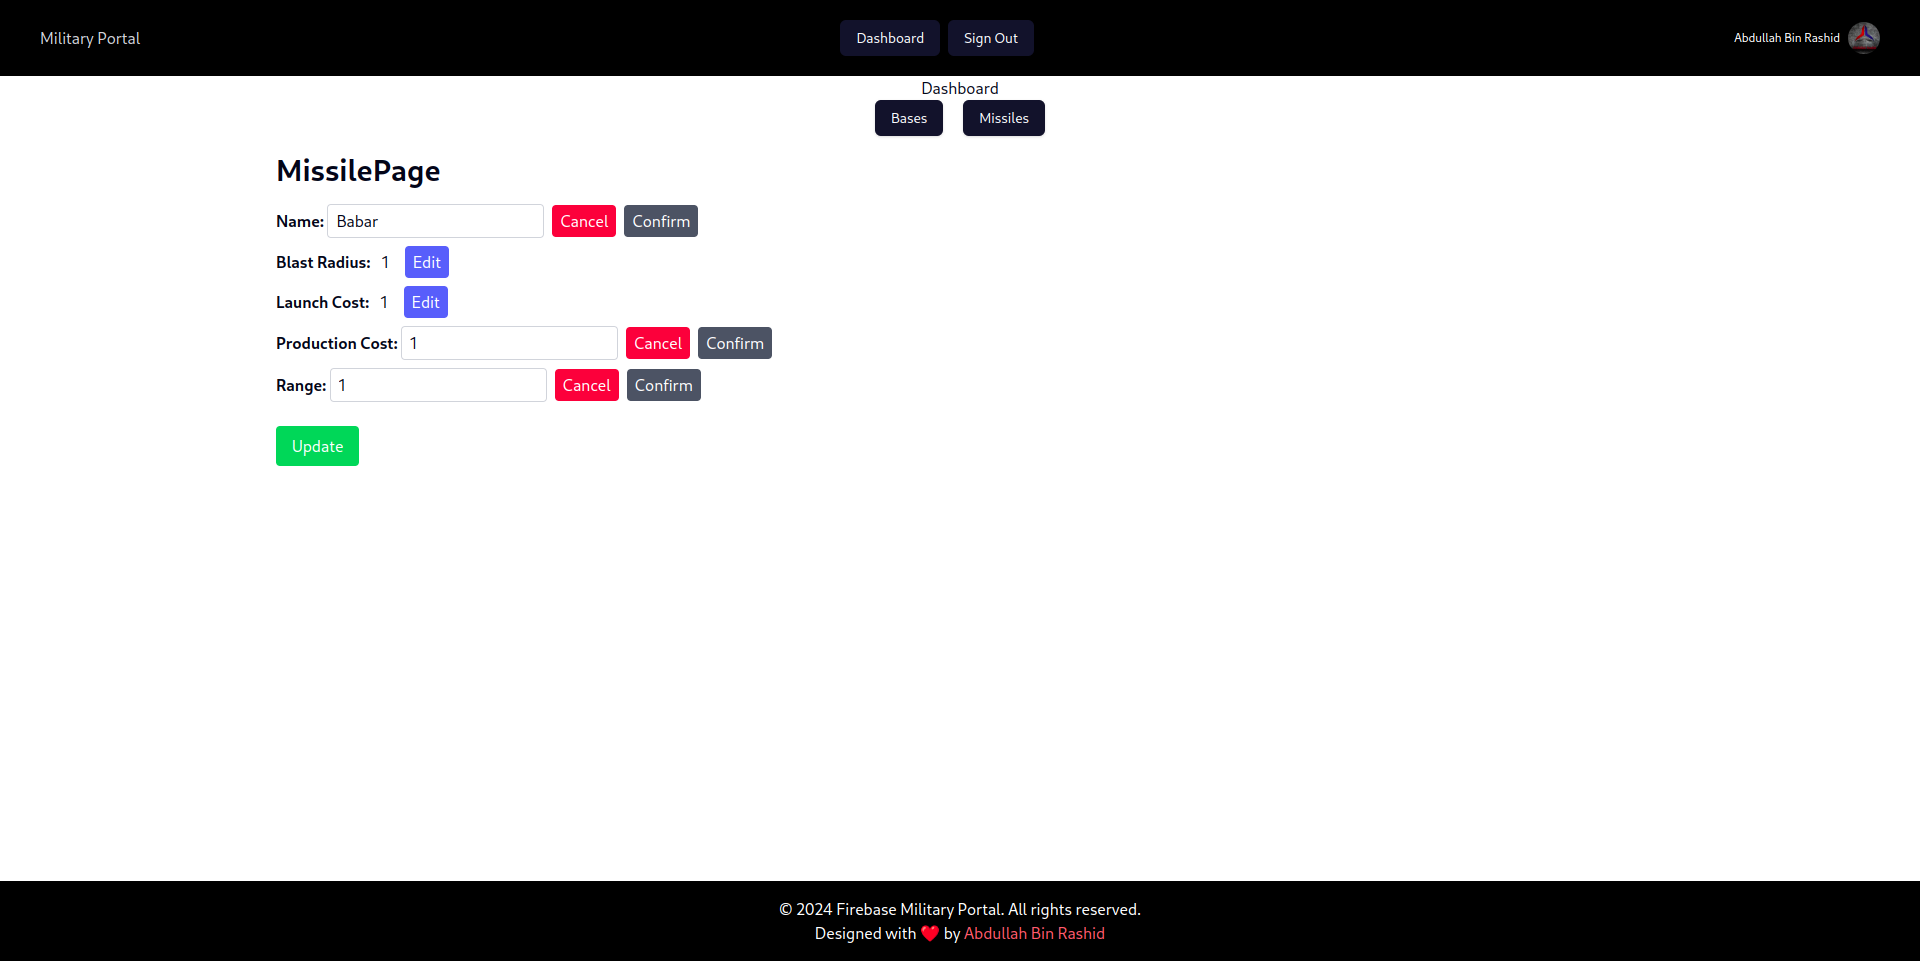 Military Portal Dashboard Sign Out Abdullah Bin Rashid
Dashboard
Bases Missiles
MissilePage
Name: Babar Cancel Confirm
Blast Radius: 1 Edit
Launch Cost: 1 Edit
Production Cost: 1 Cancel Confirm
Range: 1 Cancel Confirm
Update
© 2024 Firebase Military Portal. All rights reserved.
Designed with ❤️ by Abdullah Bin Rashid